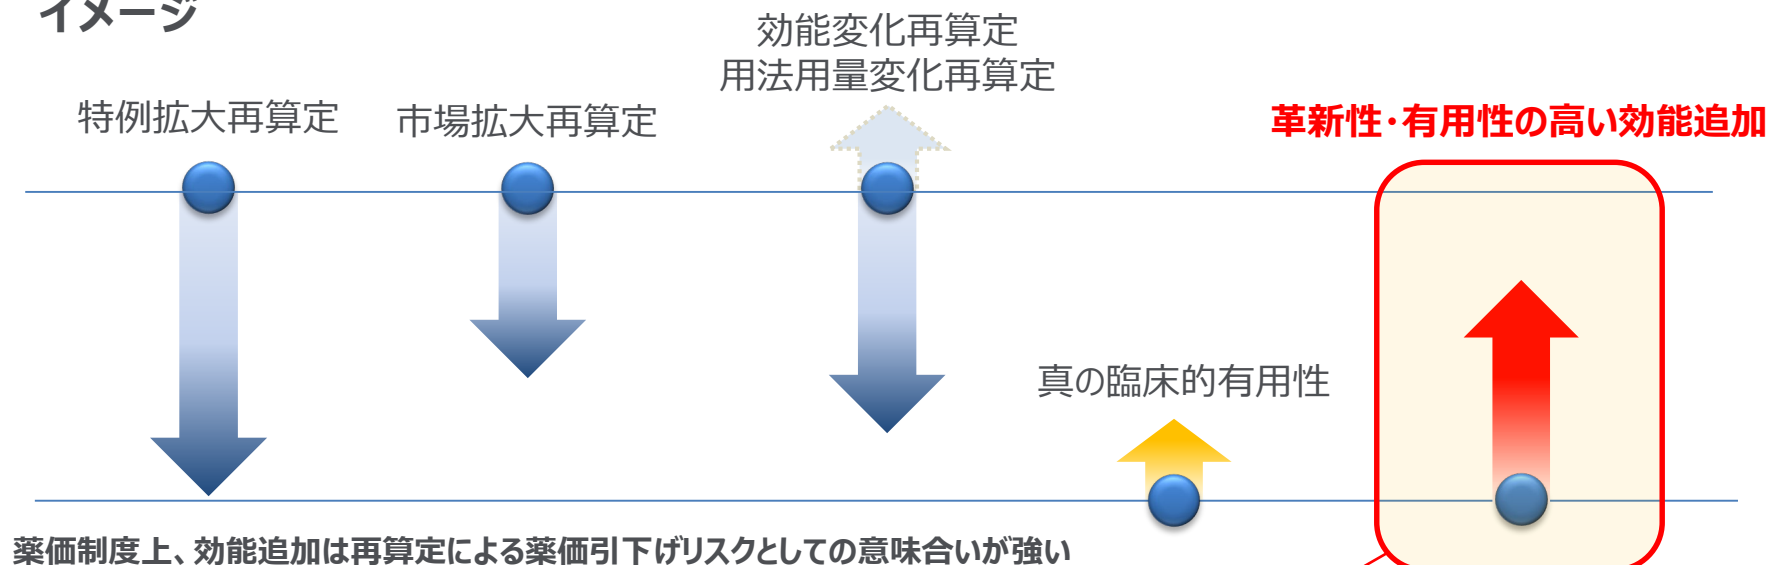 イメージ
効能変化再算定
用法用量変化再算定
特例拡大再算定
市場拡大再算定
革新性・有用性の高い効能追加
真の臨床的有用性
薬価制度上、効能追加は再算定による薬価引下げリスクとしての意味合いが強い